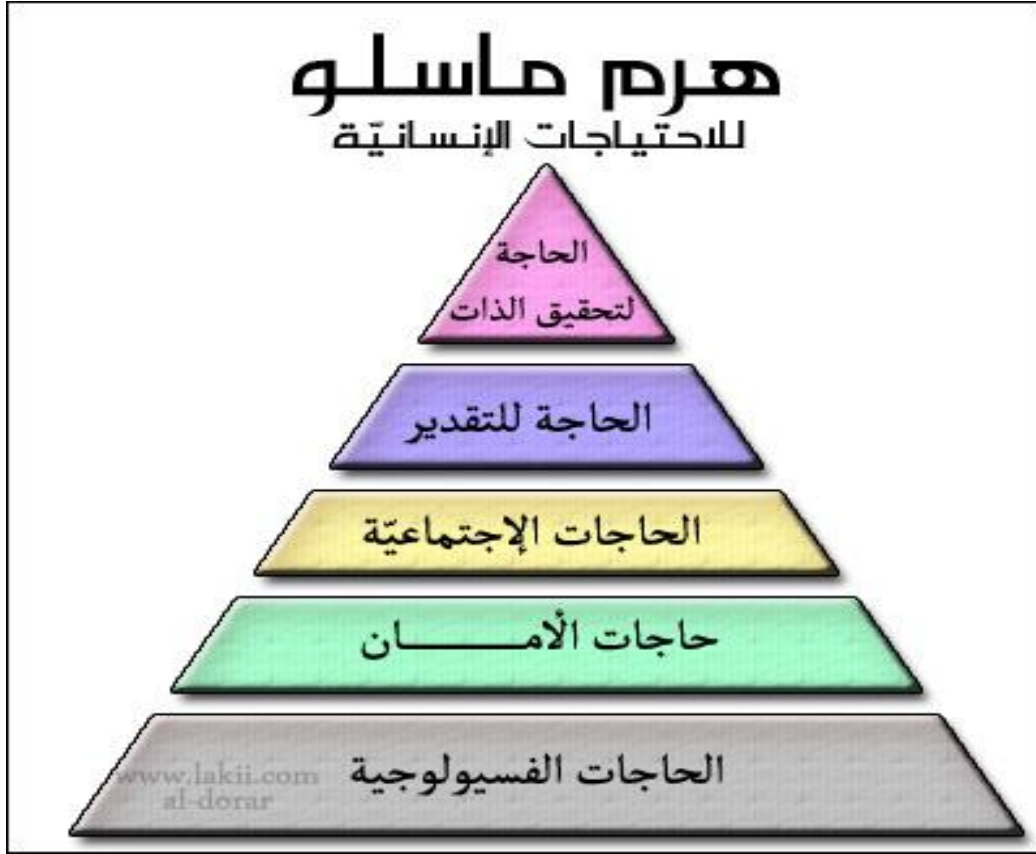 هرم ماسلو
للاحتياجات الإنسانيّة
الحاجة
لتحقيق الذات
الحاجة للتقدير
الحاجات الإجتماعيّة
حاجات الأمـــــــان
الحاجات الفسيولوجية
www.lakii.com
al-dorar